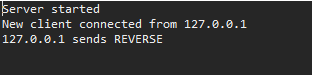 Server started
New client connected from 127.0.0.1
127.0.0.1 sends REVERSE